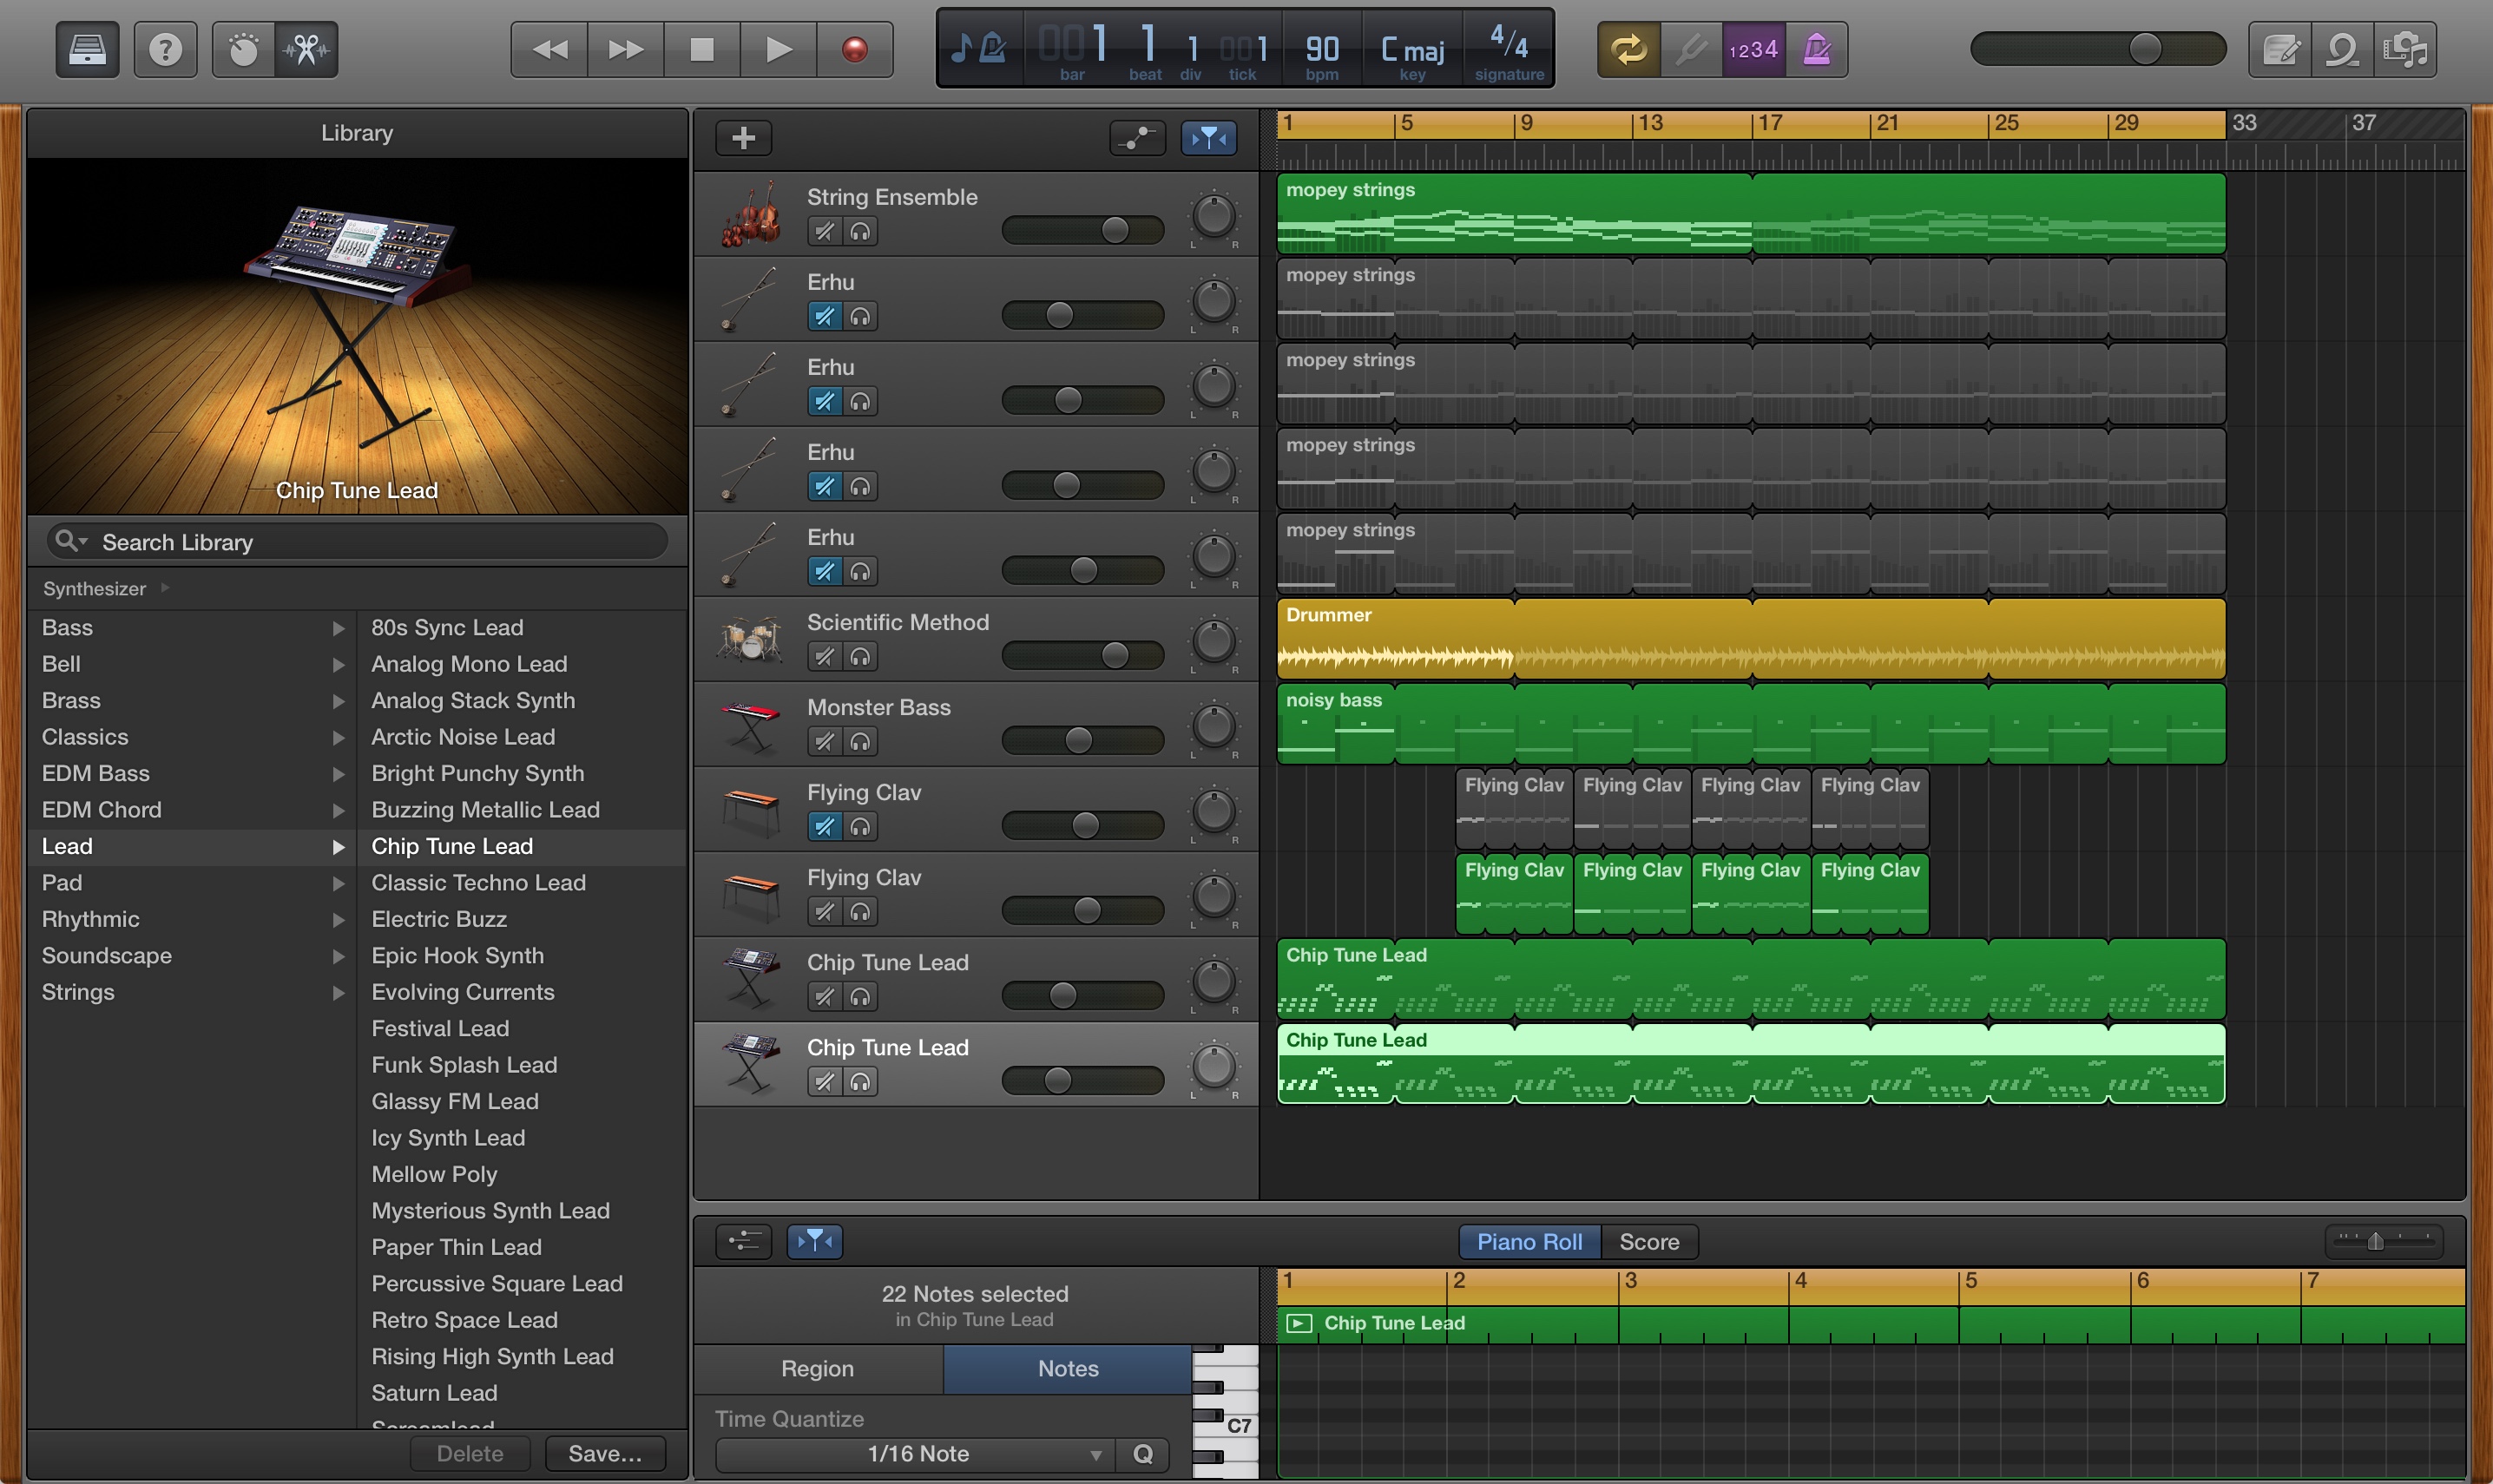 1234
001 1 1 001 90 C maj 4/4
bar beat div tick bpm key signature
Library
Chip Tune Lead
Search Library
Synthesizer
Bass
Bell
Brass
Classics
EDM Bass
EDM Chord
Lead
Pad
Rhythmic
Soundscape
Strings
80s Sync Lead
Analog Mono Lead
Analog Stack Synth
Arctic Noise Lead
Bright Punchy Synth
Buzzing Metallic Lead
Chip Tune Lead
Classic Techno Lead
Electric Buzz
Epic Hook Synth
Evolving Currents
Festival Lead
Funk Splash Lead
Glassy FM Lead
Icy Synth Lead
Mellow Poly
Mysterious Synth Lead
Paper Thin Lead
Percussive Square Lead
Retro Space Lead
Rising High Synth Lead
Saturn Lead
Delete Save...
1 5 9 13 17 21 25 29 33 37
String Ensemble
L R
mopey strings
Erhu
L R
mopey strings
Erhu
L R
mopey strings
Erhu
L R
mopey strings
Erhu
L R
mopey strings
Scientific Method
L R
Drummer
Monster Bass
L R
noisy bass
Flying Clav
L R
Flying Clav Flying Clav Flying Clav Flying Clav
Flying Clav
L R
Flying Clav Flying Clav Flying Clav Flying Clav
Chip Tune Lead
L R
Chip Tune Lead
Chip Tune Lead
L R
Chip Tune Lead
Piano Roll Score
22 Notes selected
in Chip Tune Lead
1 2 3 4 5 6 7
Chip Tune Lead
Region Notes
Time Quantize
1/16 Note Q
C7